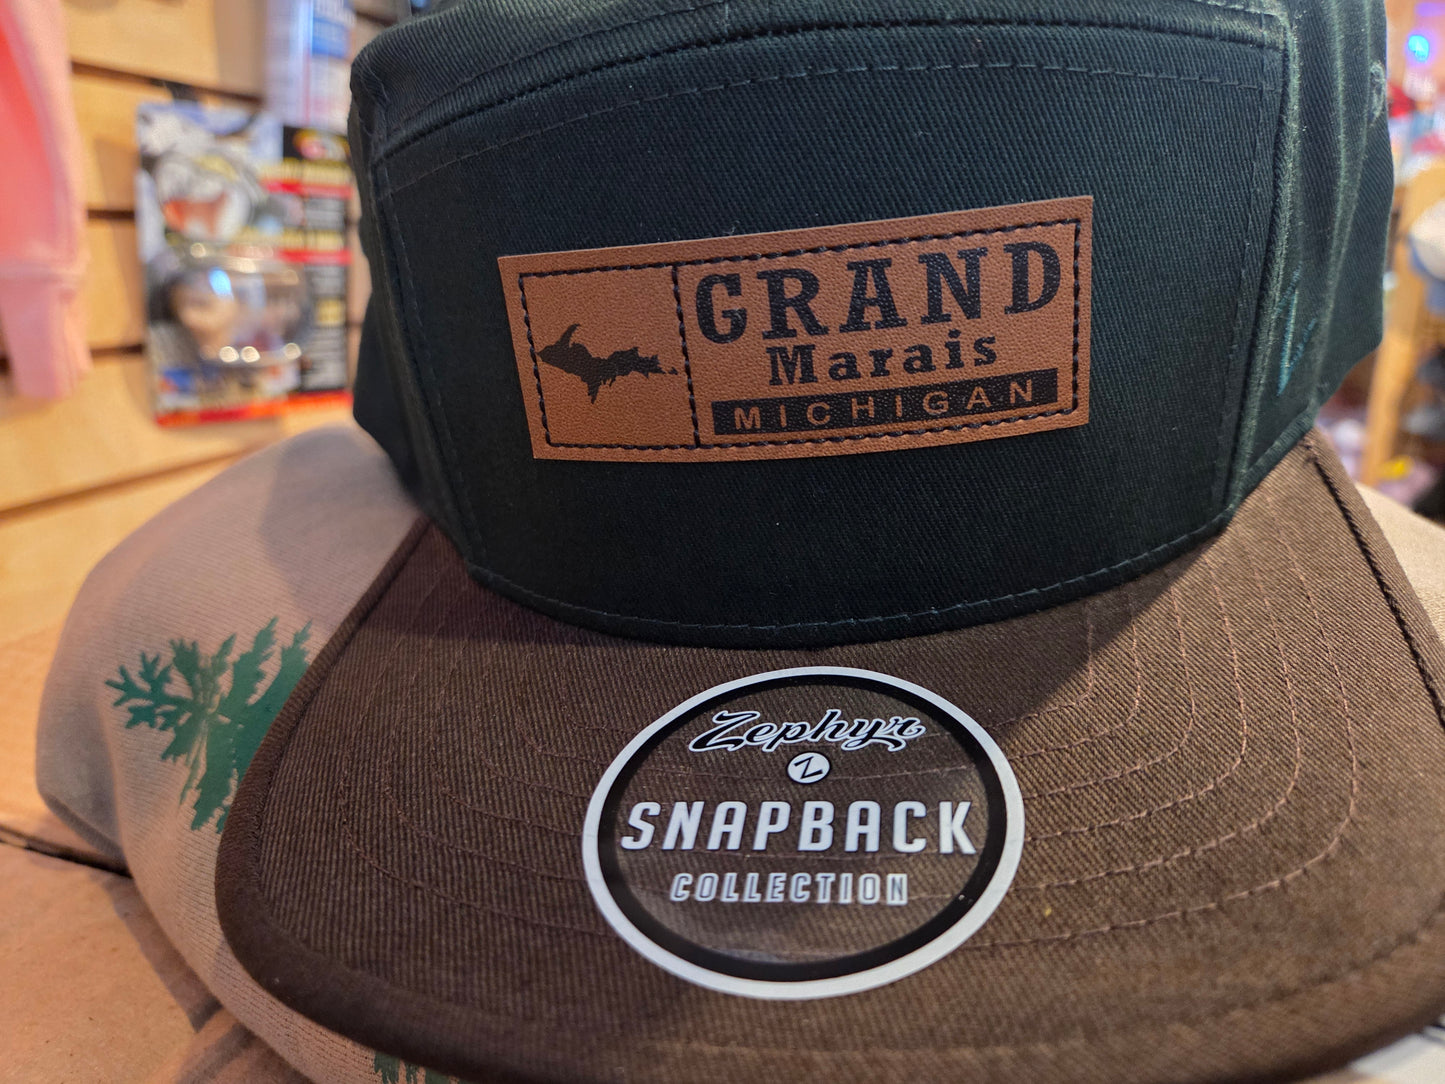 GRAND
Marais
MICHIGAN
Zephyr
Z
SNAPBACK
COLLECTION